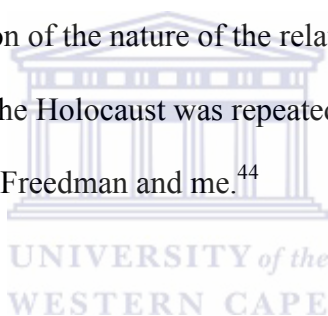 on of the nature of the rela
he Holocaust was repeated
Freedman and me.44
UNIVERSITY of the
WESTERN CAPE